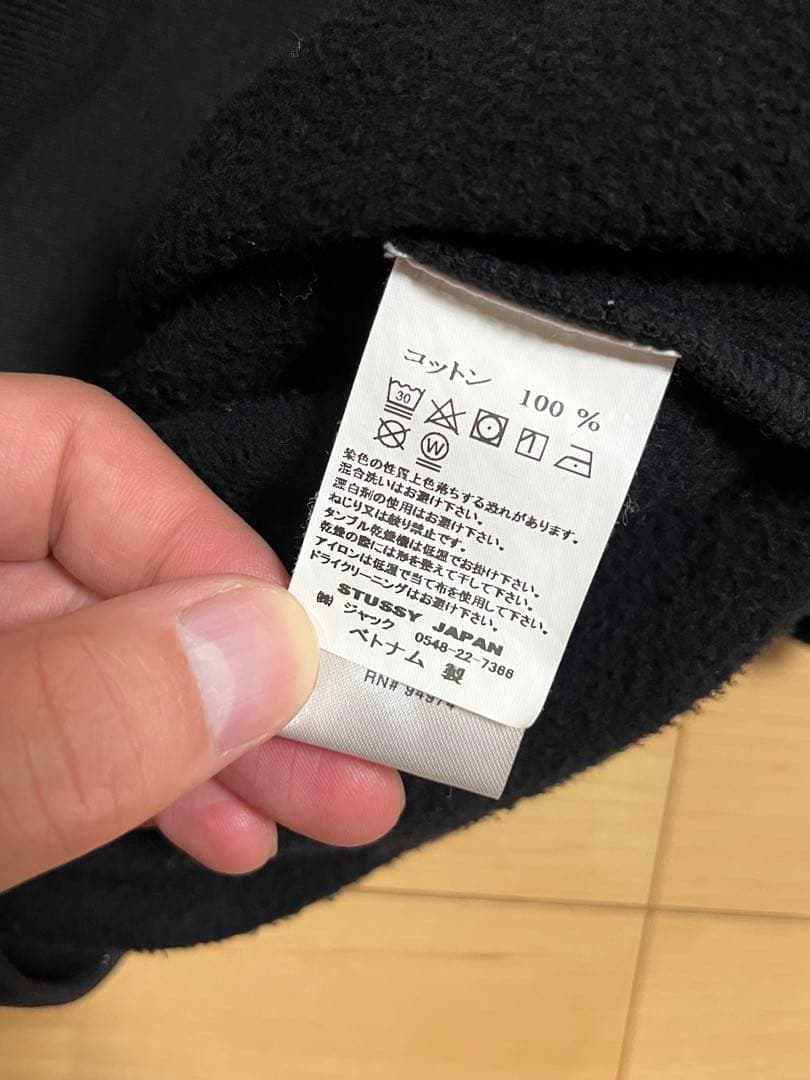 コットン 100 %
30
W
染色の性質上色落ちする恐れがあります。
混合洗いはお避け下さい。
漂白剤の使用はお避け下さい。
ねじり又は絞り禁止です。
タンブル乾燥機は低温でお掛け下さい。
乾燥の際には形を整えて干して下さい。
アイロンは低温で当て布を使用して下さい。
ドライクリーニングはお避け下さい。
STUSSY JAPAN
㈱ ジャック 0548-22-7366
ベトナム 製
RN# 94974